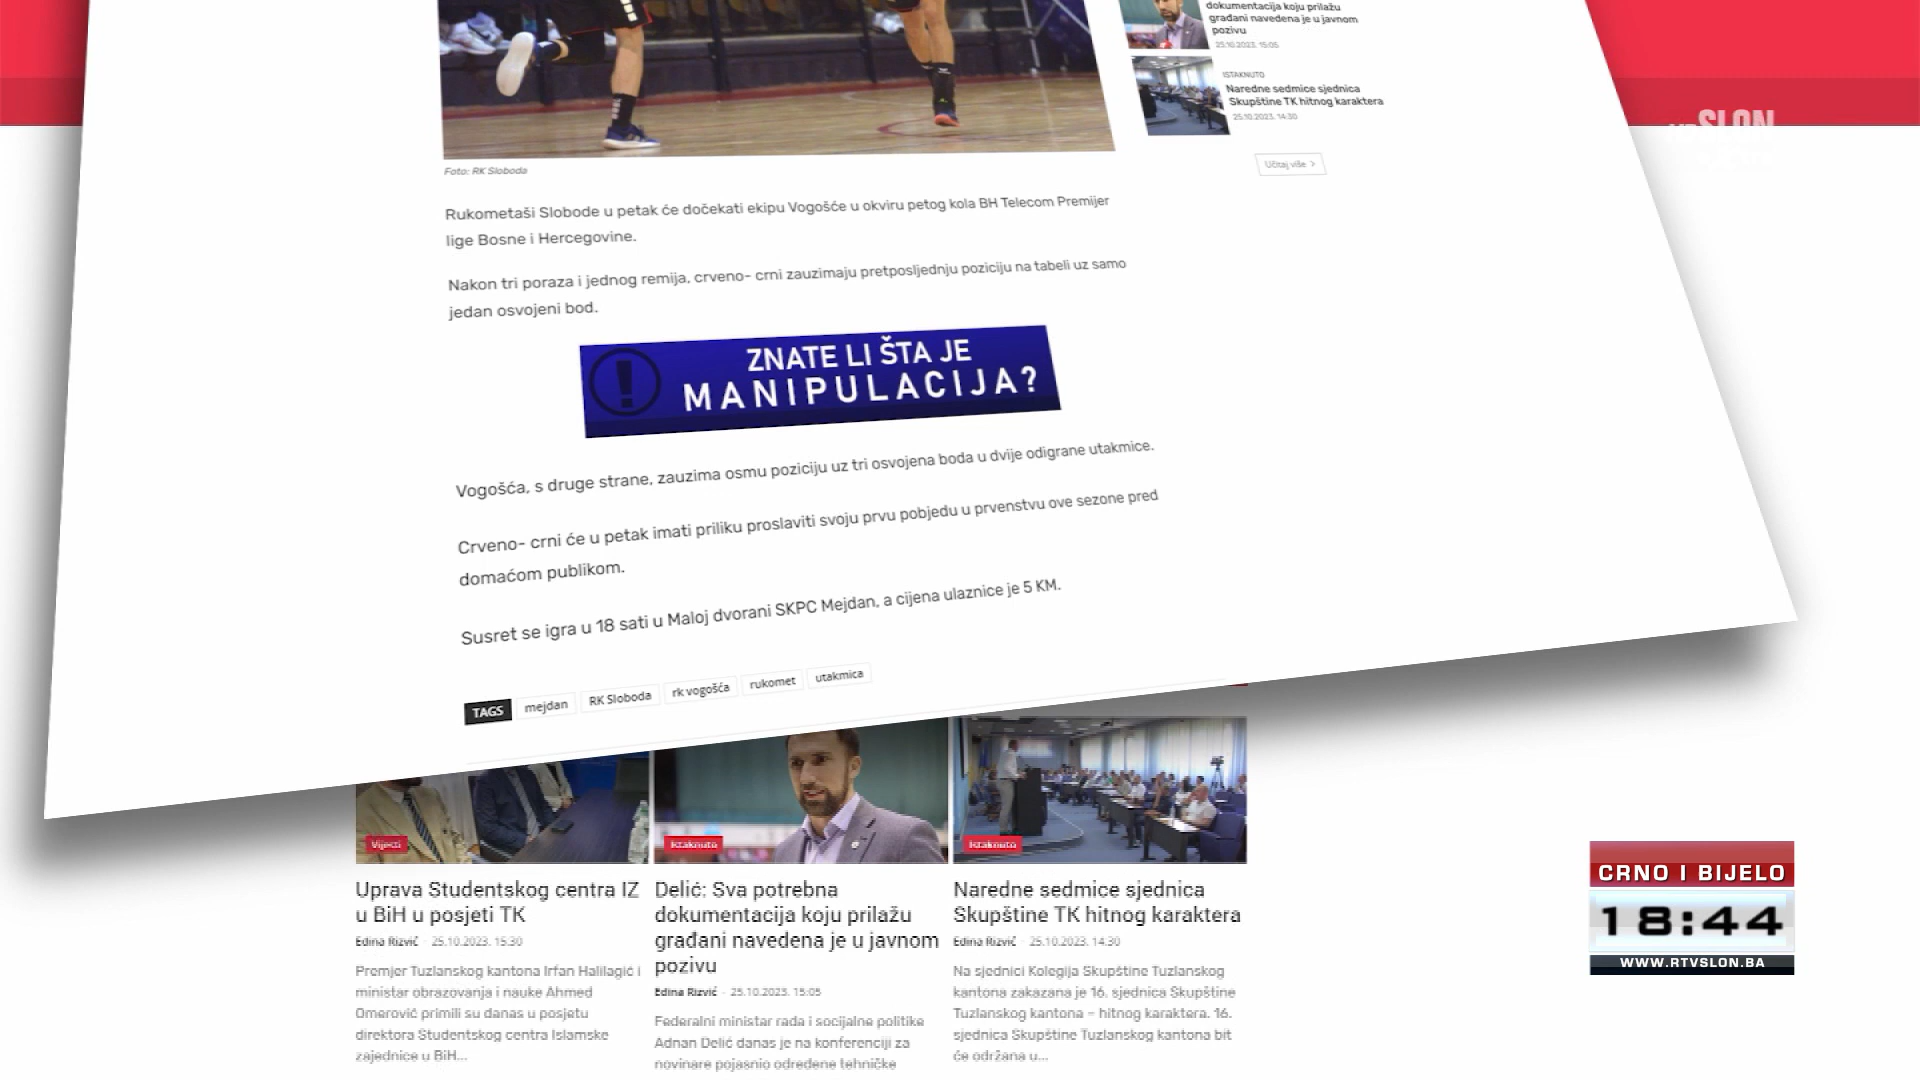 dokumentacija koju prilažu
građani navedena je u javnom
pozivu
25.10.2023. 15:05
ISTAKNUTO
Naredne sedmice sjednica
Skupštine TK hitnog karaktera
25.10.2023. 14:30
Učitaj više
SLON
Foto: RK Sloboda
Rukometaši Slobode u petak će dočekati ekipu Vogošće u okviru petog kola BH Telecom Premijer
lige Bosne i Hercegovine.
Nakon tri poraza i jednog remija, crveno- crni zauzimaju pretposljednju poziciju na tabeli uz samo
jedan osvojeni bod.
ZNATE LI ŠTA JE
MANIPULACIJA?
Vogošća, s druge strane, zauzima osmu poziciju uz tri osvojena boda u dvije odigrane utakmice.
Crveno- crni će u petak imati priliku proslaviti svoju prvu pobjedu u prvenstvu ove sezone pred
domaćom publikom.
Susret se igra u 18 sati u Maloj dvorani SKPC Mejdan, a cijena ulaznice je 5 KM.
TAGS mejdan RK Sloboda rk vogošća rukomet utakmica
Vijesti
Uprava Studentskog centra IZ
u BiH u posjeti TK
Edina Rizvić - 25.10.2023. 15:30
Premjer Tuzlanskog kantona Irfan Halilagić i
ministar obrazovanja i nauke Ahmed
Omerović primili su danas u posjetu
direktora Studentskog centra Islamske
zajednice u BiH...
Istaknuto
Delić: Sva potrebna
dokumentacija koju prilažu
građani navedena je u javnom
pozivu
Edina Rizvić - 25.10.2023. 15:05
Federalni ministar rada i socijalne politike
Adnan Delić danas je na konferenciji za
novinare pojasnio određene tehničke
Istaknuto
Naredne sedmice sjednica
Skupštine TK hitnog karaktera
Edina Rizvić - 25.10.2023. 14:30
Na sjednici Kolegija Skupštine Tuzlanskog
kantona zakazana je 16. sjednica Skupštine
Tuzlanskog kantona – hitnog karaktera. 16.
sjednica Skupštine Tuzlanskog kantona bit
će održana u...
CRNO I BIJELO
18:44
WWW.RTVSLON.BA